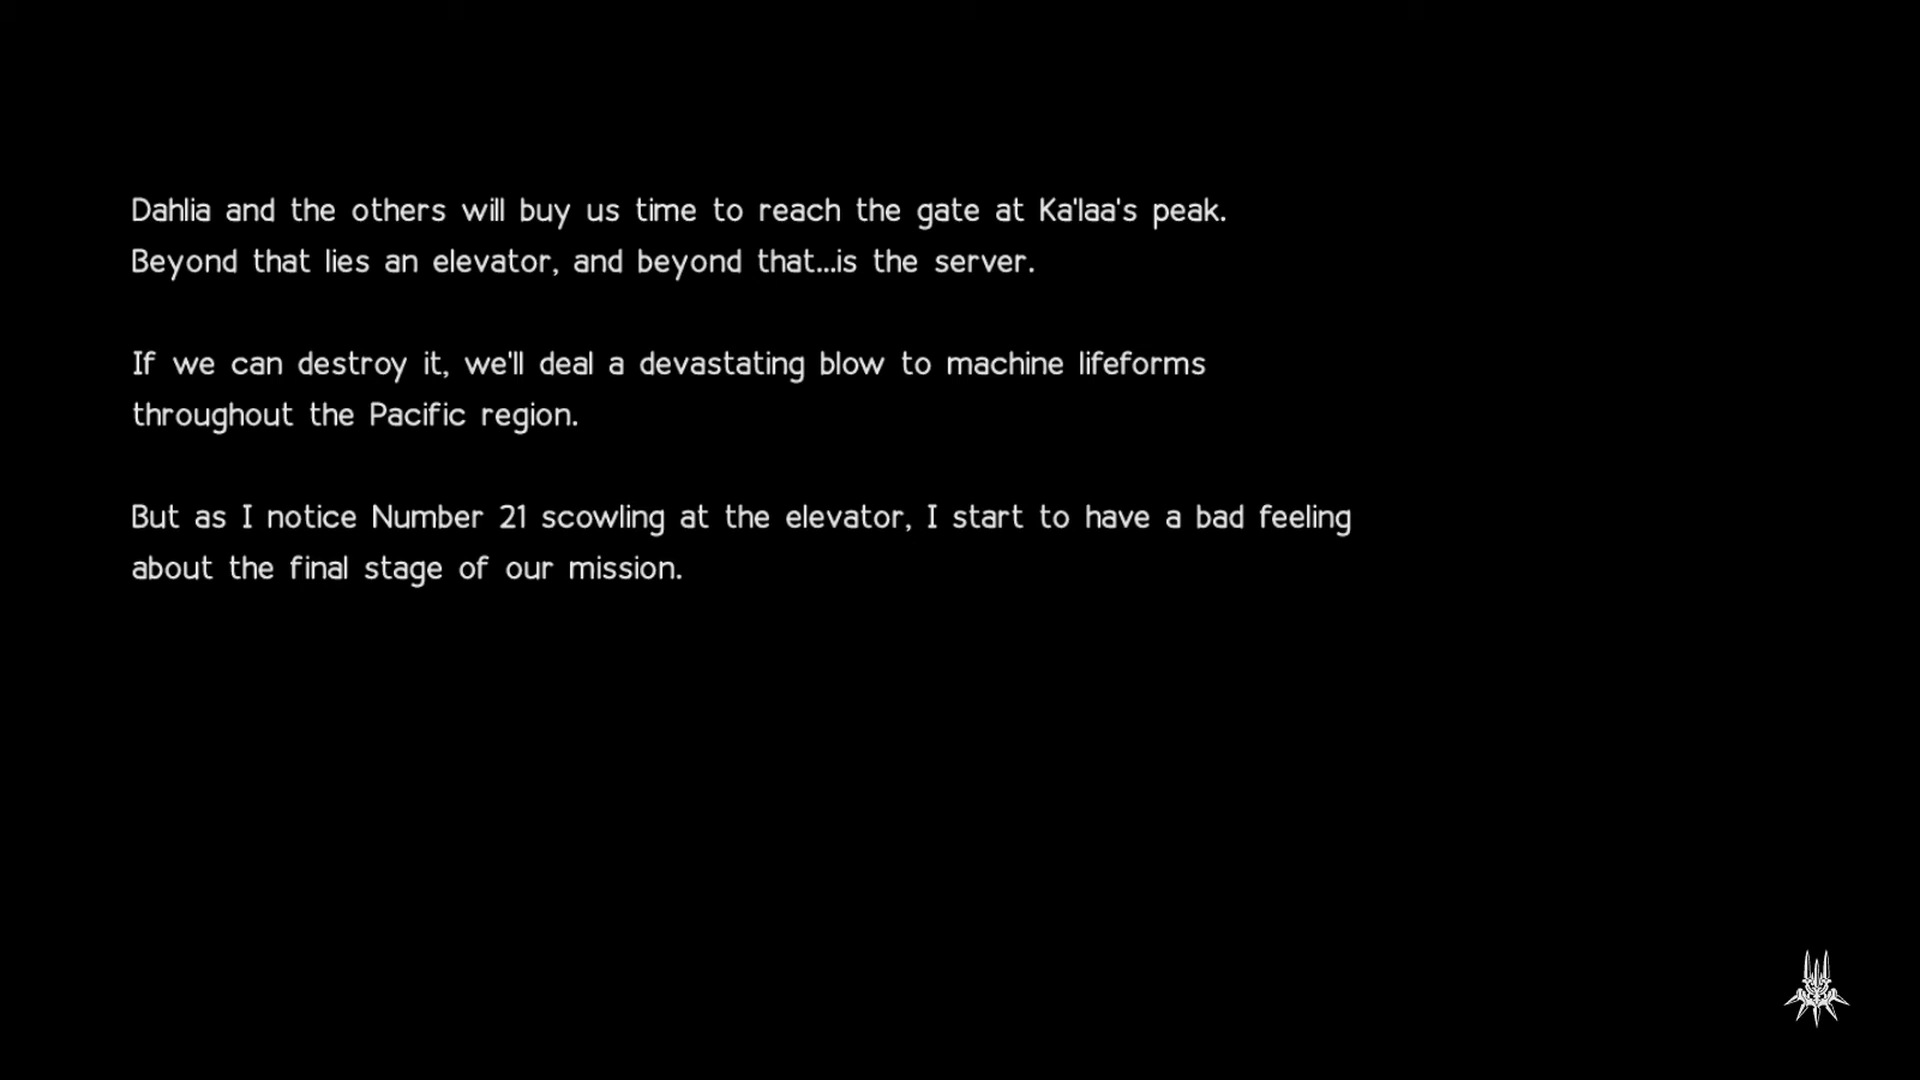 Dahlia and the others will buy us time to reach the gate at Ka'laa's peak.
Beyond that lies an elevator, and beyond that...is the server.
If we can destroy it, we'll deal a devastating blow to machine lifeforms
throughout the Pacific region.
But as I notice Number 21 scowling at the elevator, I start to have a bad feeling
about the final stage of our mission.